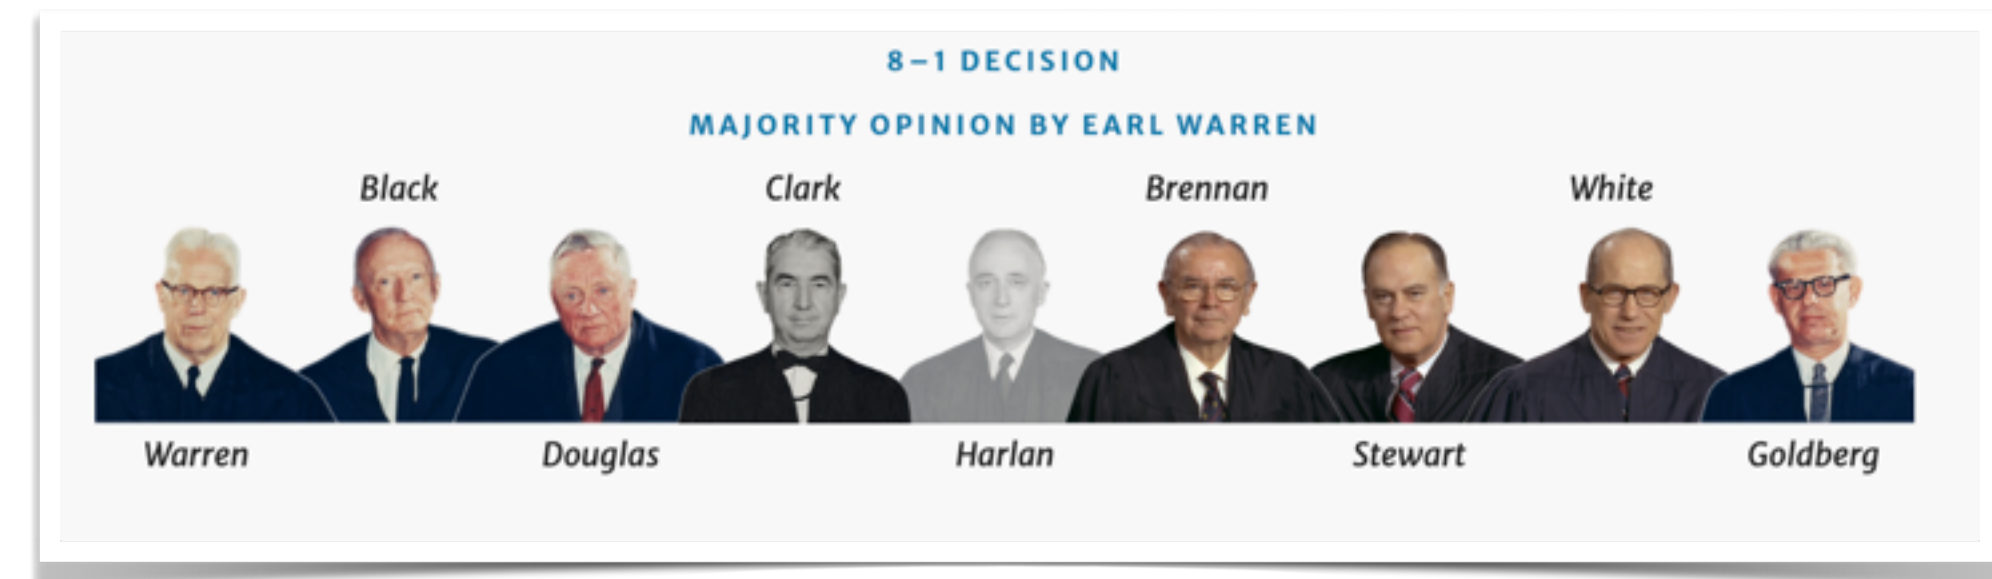 8–1 DECISION
MAJORITY OPINION BY EARL WARREN
Black Clark Brennan White
Warren Douglas Harlan Stewart Goldberg